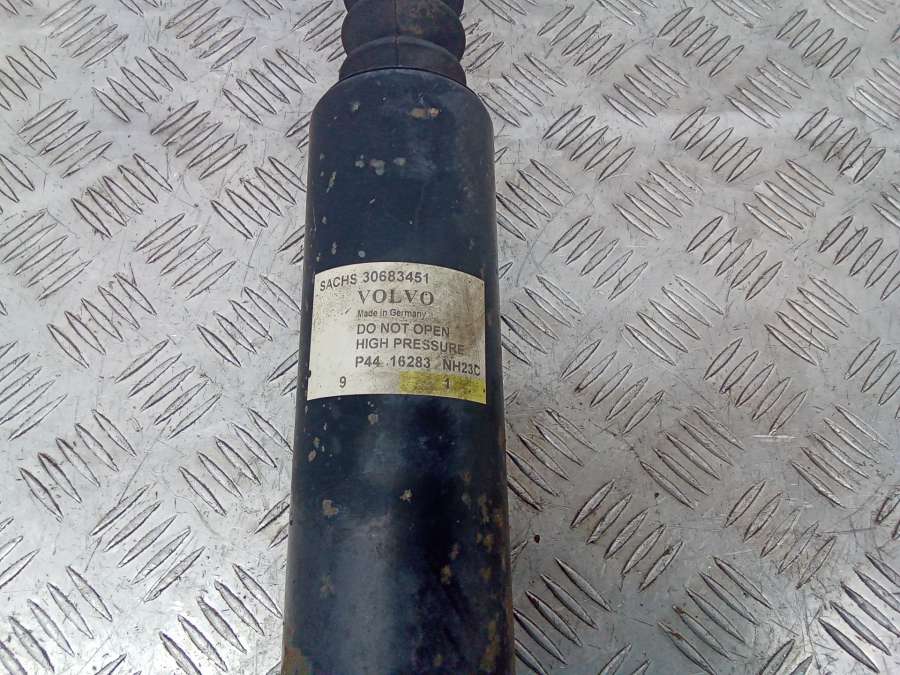 SACHS 30683451
VOLVO
Made in Germany
DO NOT OPEN
HIGH PRESSURE
P44 16283 NH23C
9 1